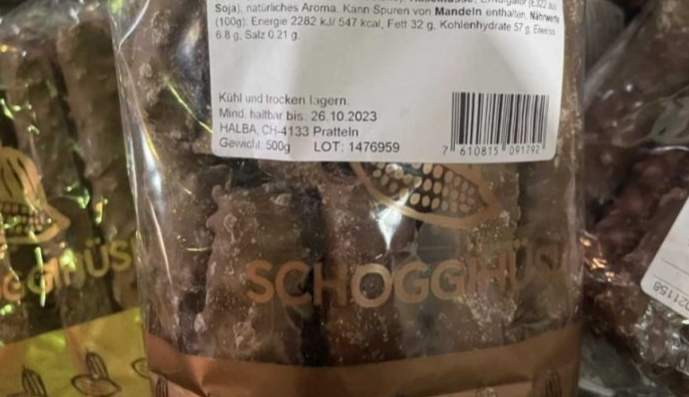 Soja), natürliches Aroma. Kann Spuren von Mandeln enthalten. Nährwerte
(100g): Energie 2282 kJ/ 547 kcal, Fett 32 g, Kohlenhydrate 57 g, Eiweiss
6.8 g, Salz 0.21 g.
Kühl und trocken lagern.
Mind. haltbar bis: 26.10.2023
HALBA, CH-4133 Pratteln
Gewicht: 500g LOT: 1476959
7 610815 091792
SCHOGGIHÜSLI
21158